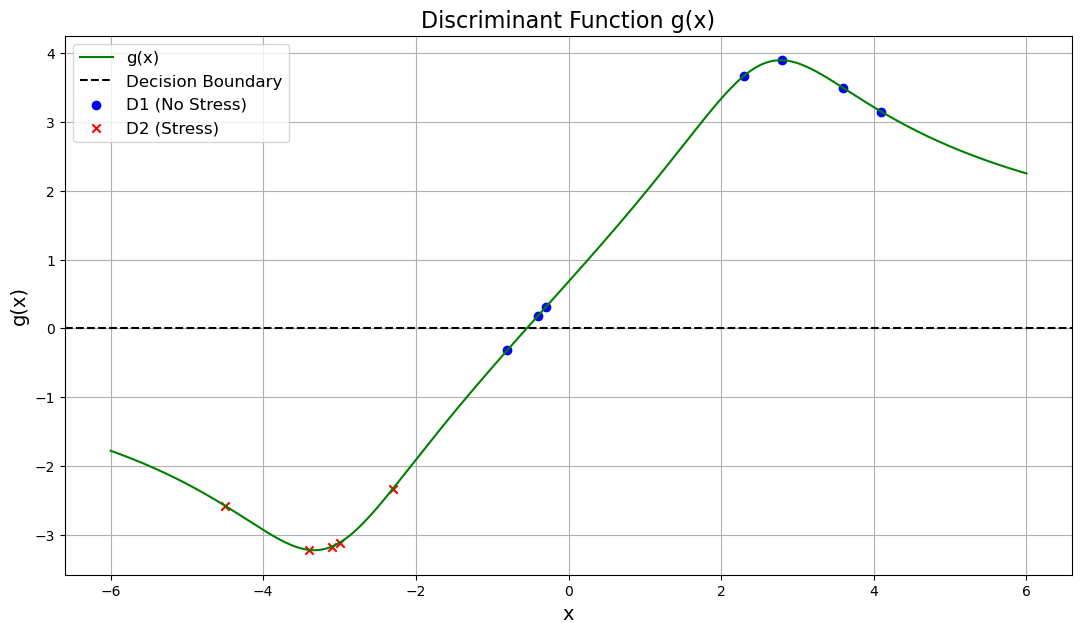 Discriminant Function g(x)
g(x)
Decision Boundary
D1 (No Stress)
D2 (Stress)
4
3
2
1
0
−1
−2
−3
g(x)
−6 −4 −2 0 2 4 6
x